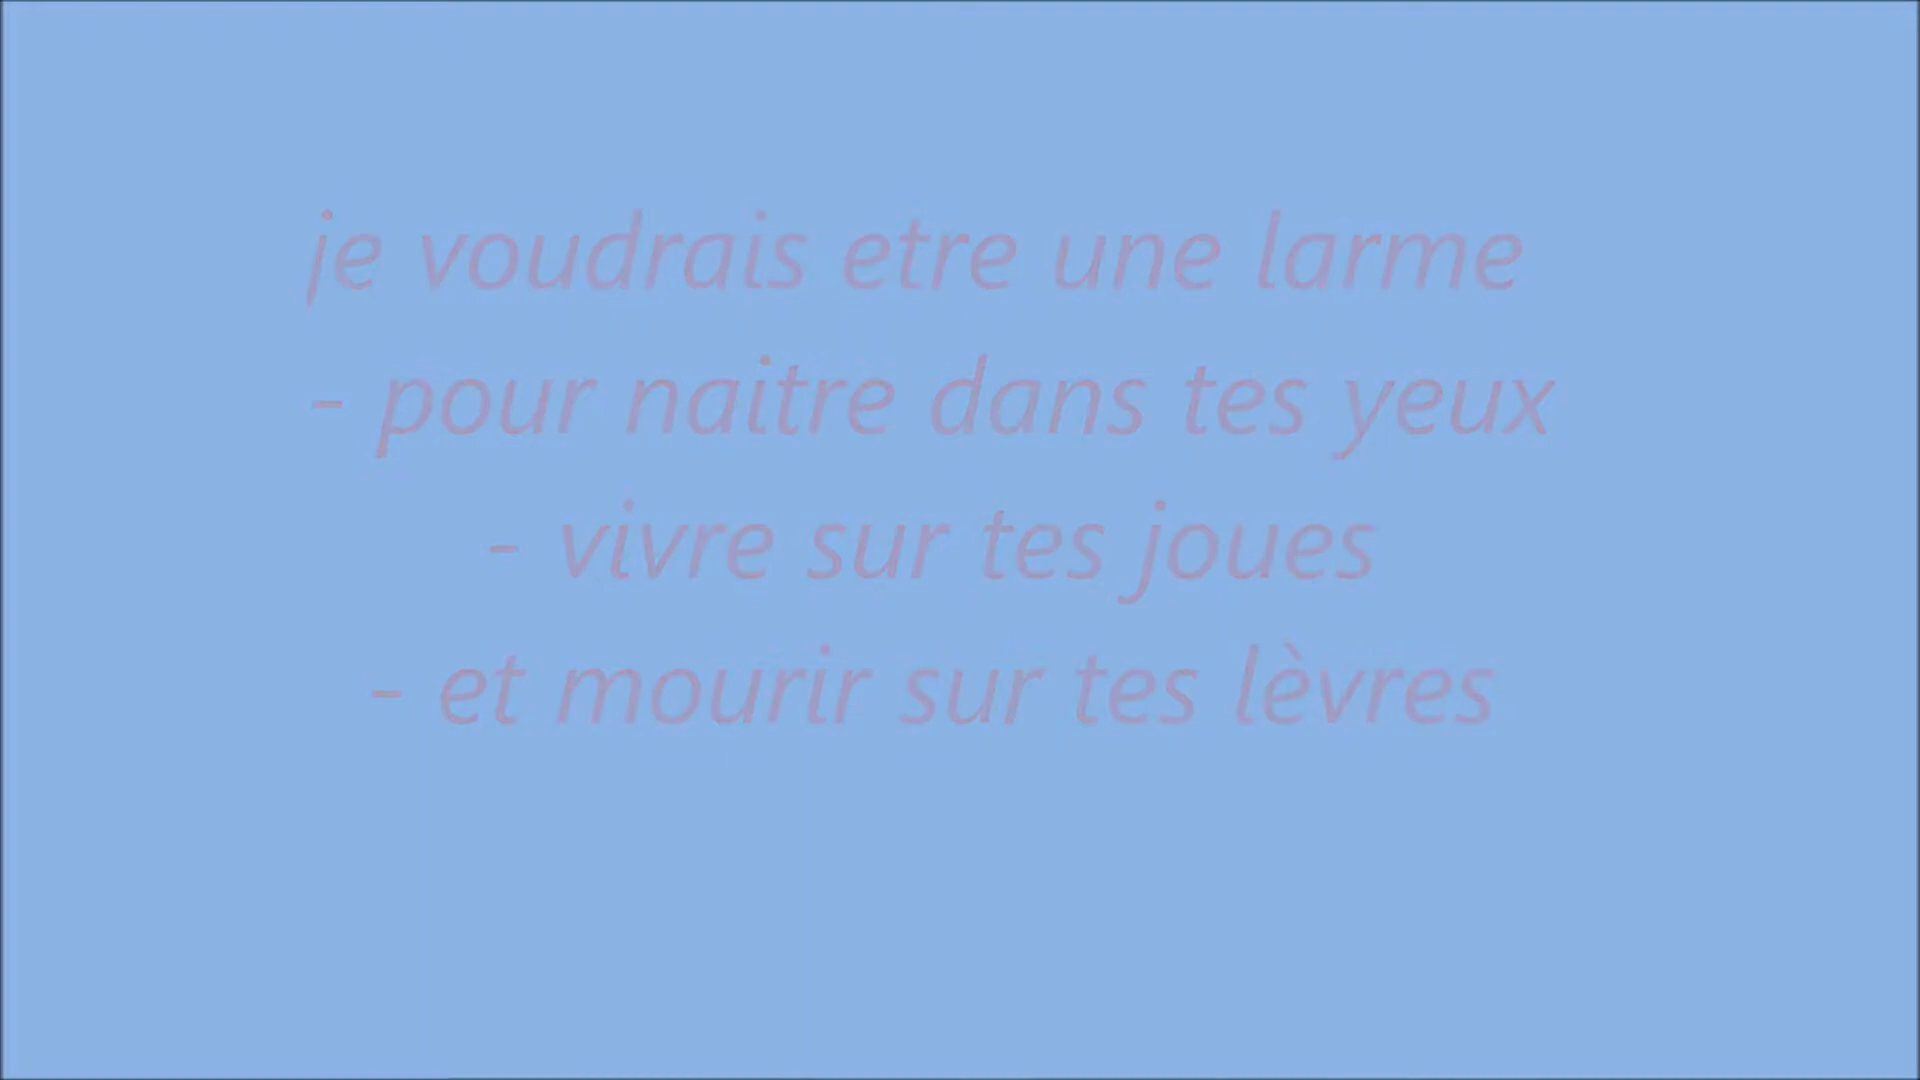 je voudrais etre une larme
- pour naitre dans tes yeux
- vivre sur tes joues
- et mourir sur tes lèvres